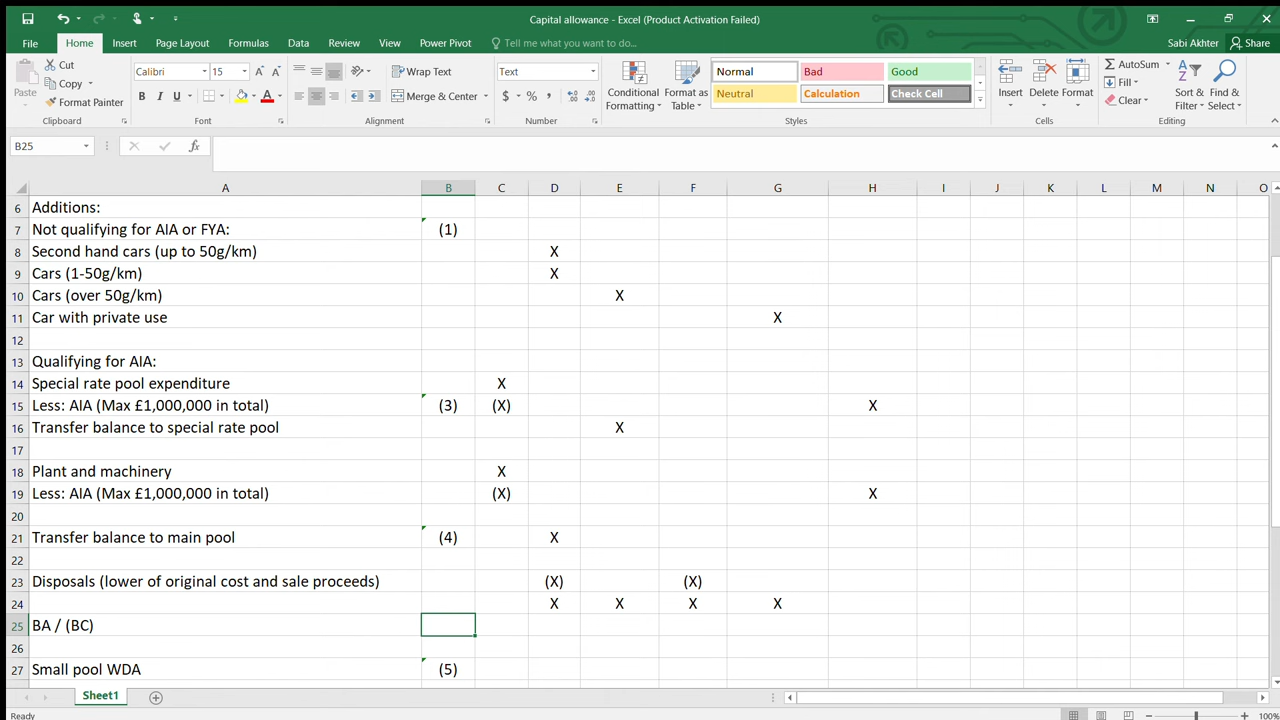 Capital allowance - Excel (Product Activation Failed)
File Home Insert Page Layout Formulas Data Review View Power Pivot Tell me what you want to do... Sabi Akhter Share
Paste Cut Copy Format Painter Clipboard
Calibri 15 A A B I U A Font
Wrap Text Merge & Center Alignment
Text $ % , Number
Conditional Formatting Format as Table
Normal Bad Good
Neutral Calculation Check Cell
Styles
Insert Delete Format Cells
AutoSum Fill Clear Sort & Filter Find & Select Editing
B25 fx
A B C D E F G H I J K L M N O
6 Additions:
7 Not qualifying for AIA or FYA: (1)
8 Second hand cars (up to 50g/km) X
9 Cars (1-50g/km) X
10 Cars (over 50g/km) X
11 Car with private use X
12
13 Qualifying for AIA:
14 Special rate pool expenditure X
15 Less: AIA (Max £1,000,000 in total) (3) (X) X
16 Transfer balance to special rate pool X
17
18 Plant and machinery X
19 Less: AIA (Max £1,000,000 in total) (X) X
20
21 Transfer balance to main pool (4) X
22
23 Disposals (lower of original cost and sale proceeds) (X) (X)
24 X X X X
25 BA / (BC)
26
27 Small pool WDA (5)
Sheet1
Ready 100%